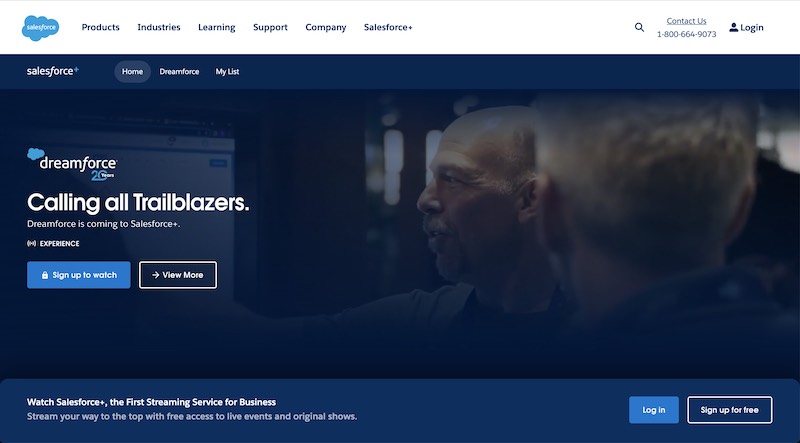 salesforce
Products
Industries
Learning
Support
Company
Salesforce+
Contact Us
1-800-664-9073
Login
salesforce+
Home
Dreamforce
My List
dreamforce
20 Years
Calling all Trailblazers.
Dreamforce is coming to Salesforce+.
EXPERIENCE
Sign up to watch
View More
Watch Salesforce+, the First Streaming Service for Business
Stream your way to the top with free access to live events and original shows.
Log in
Sign up for free